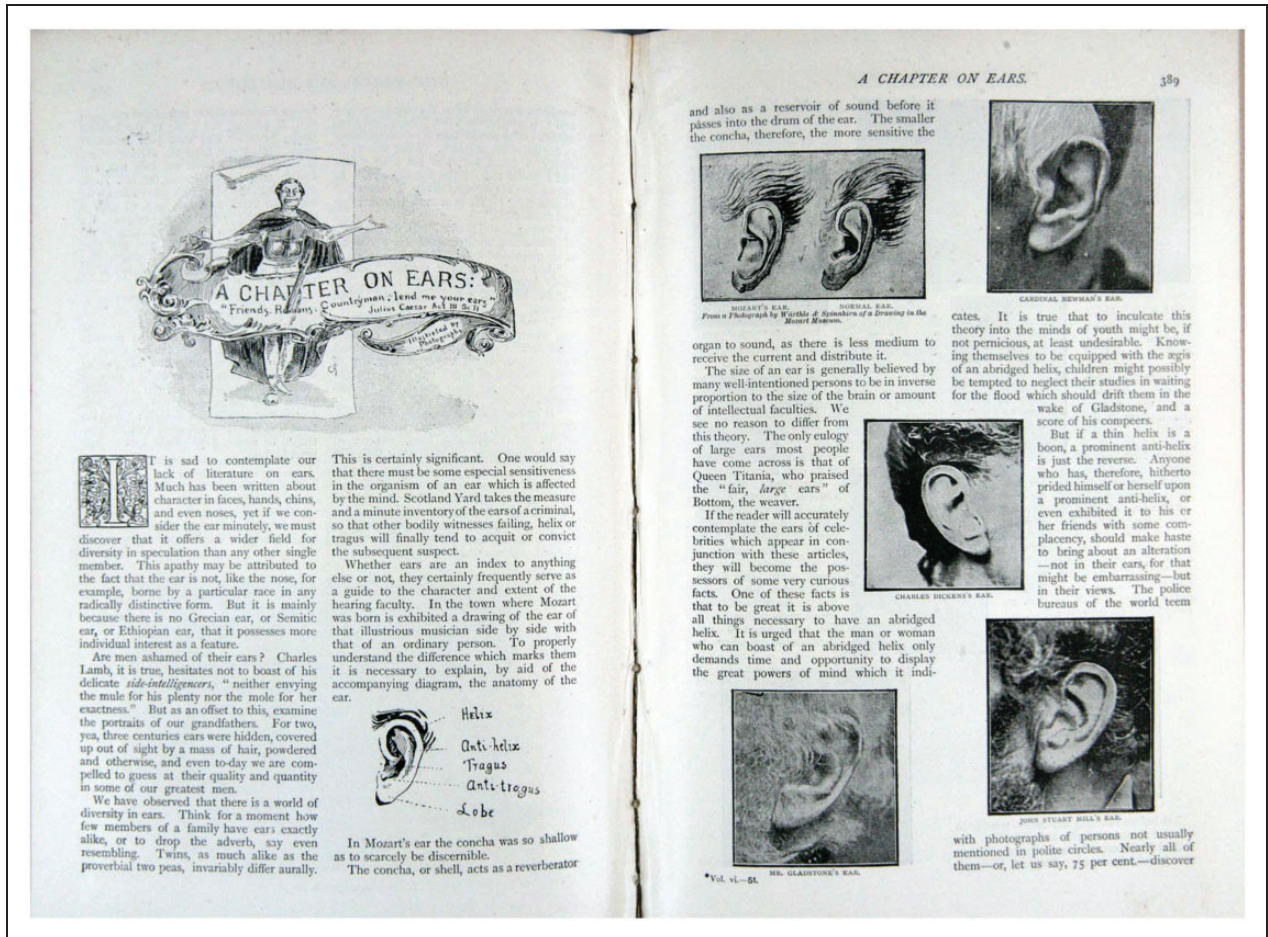 A CHAPTER ON EARS:
"Friends, Romans, Countrymen, lend me your ears"
Julius Caesar Act III Sc II
Illustrated by
Photographs
IT is sad to contemplate our
lack of literature on ears.
Much has been written about
character in faces, hands, chins,
and even noses, yet if we con-
sider the ear minutely, we must
discover that it offers a wider field for
diversity in speculation than any other single
member. This apathy may be attributed to
the fact that the ear is not, like the nose, for
example, borne by a particular race in any
radically distinctive form. But it is mainly
because there is no Grecian ear, or Semitic
ear, or Ethiopian ear, that it possesses more
individual interest as a feature.
Are men ashamed of their ears? Charles
Lamb, it is true, hesitates not to boast of his
delicate side-intelligencers, "neither envying
the mule for his plenty nor the mole for her
exactness." But as an offset to this, examine
the portraits of our grandfathers. For two,
yea, three centuries ears were hidden, covered
up out of sight by a mass of hair, powdered
and otherwise, and even to-day we are com-
pelled to guess at their quality and quantity
in some of our greatest men.
We have observed that there is a world of
diversity in ears. Think for a moment how
few members of a family have ears exactly
alike, or to drop the adverb, say even
resembling. Twins, as much alike as the
proverbial two peas, invariably differ aurally.
This is certainly significant. One would say
that there must be some especial sensitiveness
in the organism of an ear which is affected
by the mind. Scotland Yard takes the measure
and a minute inventory of the ears of a criminal,
so that other bodily witnesses failing, helix or
tragus will finally tend to acquit or convict
the subsequent suspect.
Whether ears are an index to anything
else or not, they certainly frequently serve as
a guide to the character and extent of the
hearing faculty. In the town where Mozart
was born is exhibited a drawing of the ear of
that illustrious musician side by side with
that of an ordinary person. To properly
understand the difference which marks them
it is necessary to explain, by aid of the
accompanying diagram, the anatomy of the
ear.
Helix
Anti-helix
Tragus
Anti-tragus
Lobe
In Mozart's ear the concha was so shallow
as to scarcely be discernible.
The concha, or shell, acts as a reverberator
A CHAPTER ON EARS. 389
and also as a reservoir of sound before it
passes into the drum of the ear. The smaller
the concha, therefore, the more sensitive the
MOZART'S EAR. NORMAL EAR.
From a Photograph by Würthle & Spinnhirn of a Drawing in the
Mozart Museum.
organ to sound, as there is less medium to
receive the current and distribute it.
The size of an ear is generally believed by
many well-intentioned persons to be in inverse
proportion to the size of the brain or amount
of intellectual faculties. We
see no reason to differ from
this theory. The only eulogy
of large ears most people
have come across is that of
Queen Titania, who praised
the "fair, large ears" of
Bottom, the weaver.
If the reader will accurately
contemplate the ears of cele-
brities which appear in con-
junction with these articles,
they will become the pos-
sessors of some very curious
facts. One of these facts is
that to be great it is above
all things necessary to have an abridged
helix. It is urged that the man or woman
who can boast of an abridged helix only
demands time and opportunity to display
the great powers of mind which it indi-
MR. GLADSTONE'S EAR.
*Vol. vi.—51.
CARDINAL NEWMAN'S EAR.
cates. It is true that to inculcate this
theory into the minds of youth might be, if
not pernicious, at least undesirable. Know-
ing themselves to be equipped with the ægis
of an abridged helix, children might possibly
be tempted to neglect their studies in waiting
for the flood which should drift them in the
wake of Gladstone, and a
score of his compeers.
But if a thin helix is a
boon, a prominent anti-helix
is just the reverse. Anyone
who has, therefore, hitherto
prided himself or herself upon
a prominent anti-helix, or
even exhibited it to his or
her friends with some com-
placency, should make haste
to bring about an alteration
—not in their ears, for that
might be embarrassing—but
in their views. The police
bureaus of the world teem
CHARLES DICKENS'S EAR.
JOHN STUART MILL'S EAR.
with photographs of persons not usually
mentioned in polite circles. Nearly all of
them—or, let us say, 75 per cent.—discover